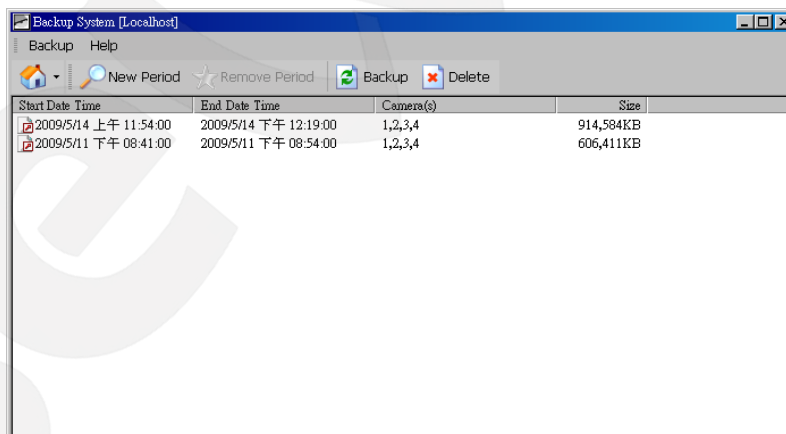 Backup System [Localhost]
Backup Help
New Period Remove Period Backup Delete
Start Date Time End Date Time Camera(s) Size
2009/5/14 上午 11:54:00 2009/5/14 下午 12:19:00 1,2,3,4 914,584KB
2009/5/11 下午 08:41:00 2009/5/11 下午 08:54:00 1,2,3,4 606,411KB